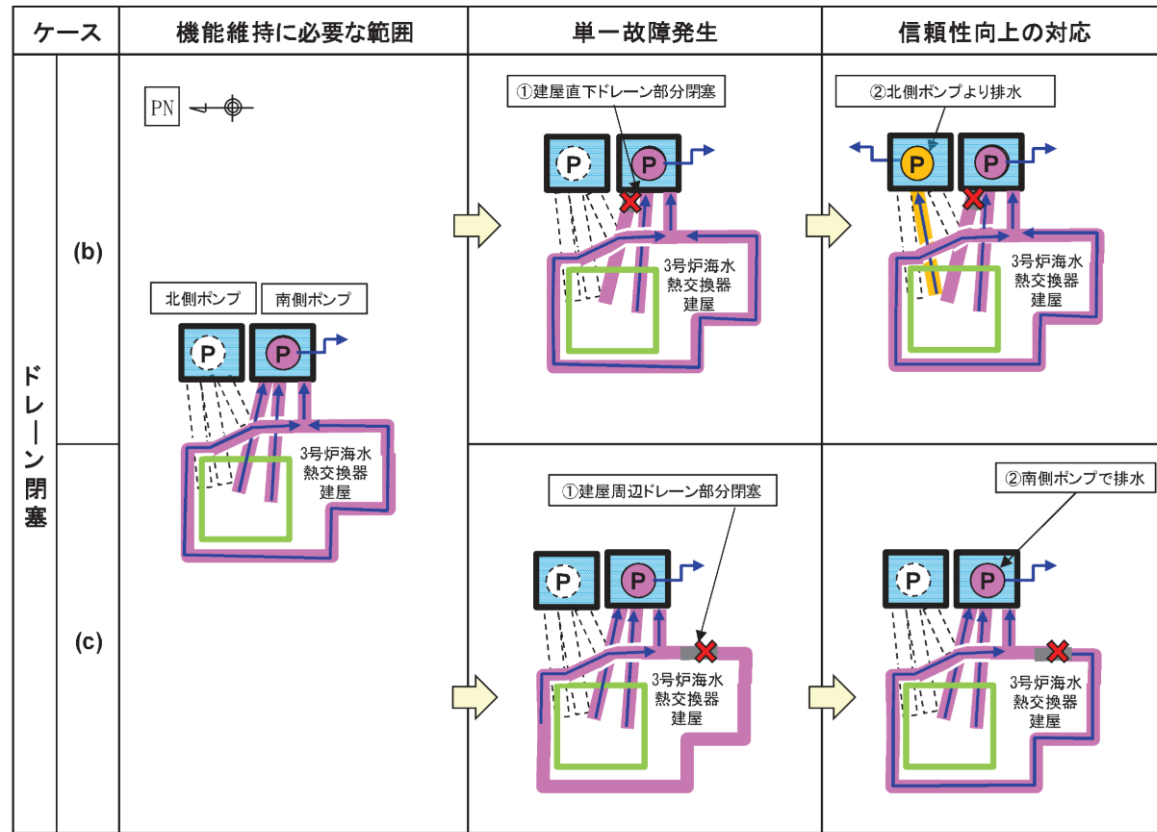 ケース
機能維持に必要な範囲
単一故障発生
信頼性向上の対応
ドレーン閉塞
(b)
PN
北側ポンプ
南側ポンプ
P
P
3号炉海水
熱交換器
建屋
①建屋直下ドレーン部分閉塞
P
P
3号炉海水
熱交換器
建屋
②北側ポンプより排水
P
P
3号炉海水
熱交換器
建屋
(c)
①建屋周辺ドレーン部分閉塞
P
P
3号炉海水
熱交換器
建屋
②南側ポンプで排水
P
P
3号炉海水
熱交換器
建屋